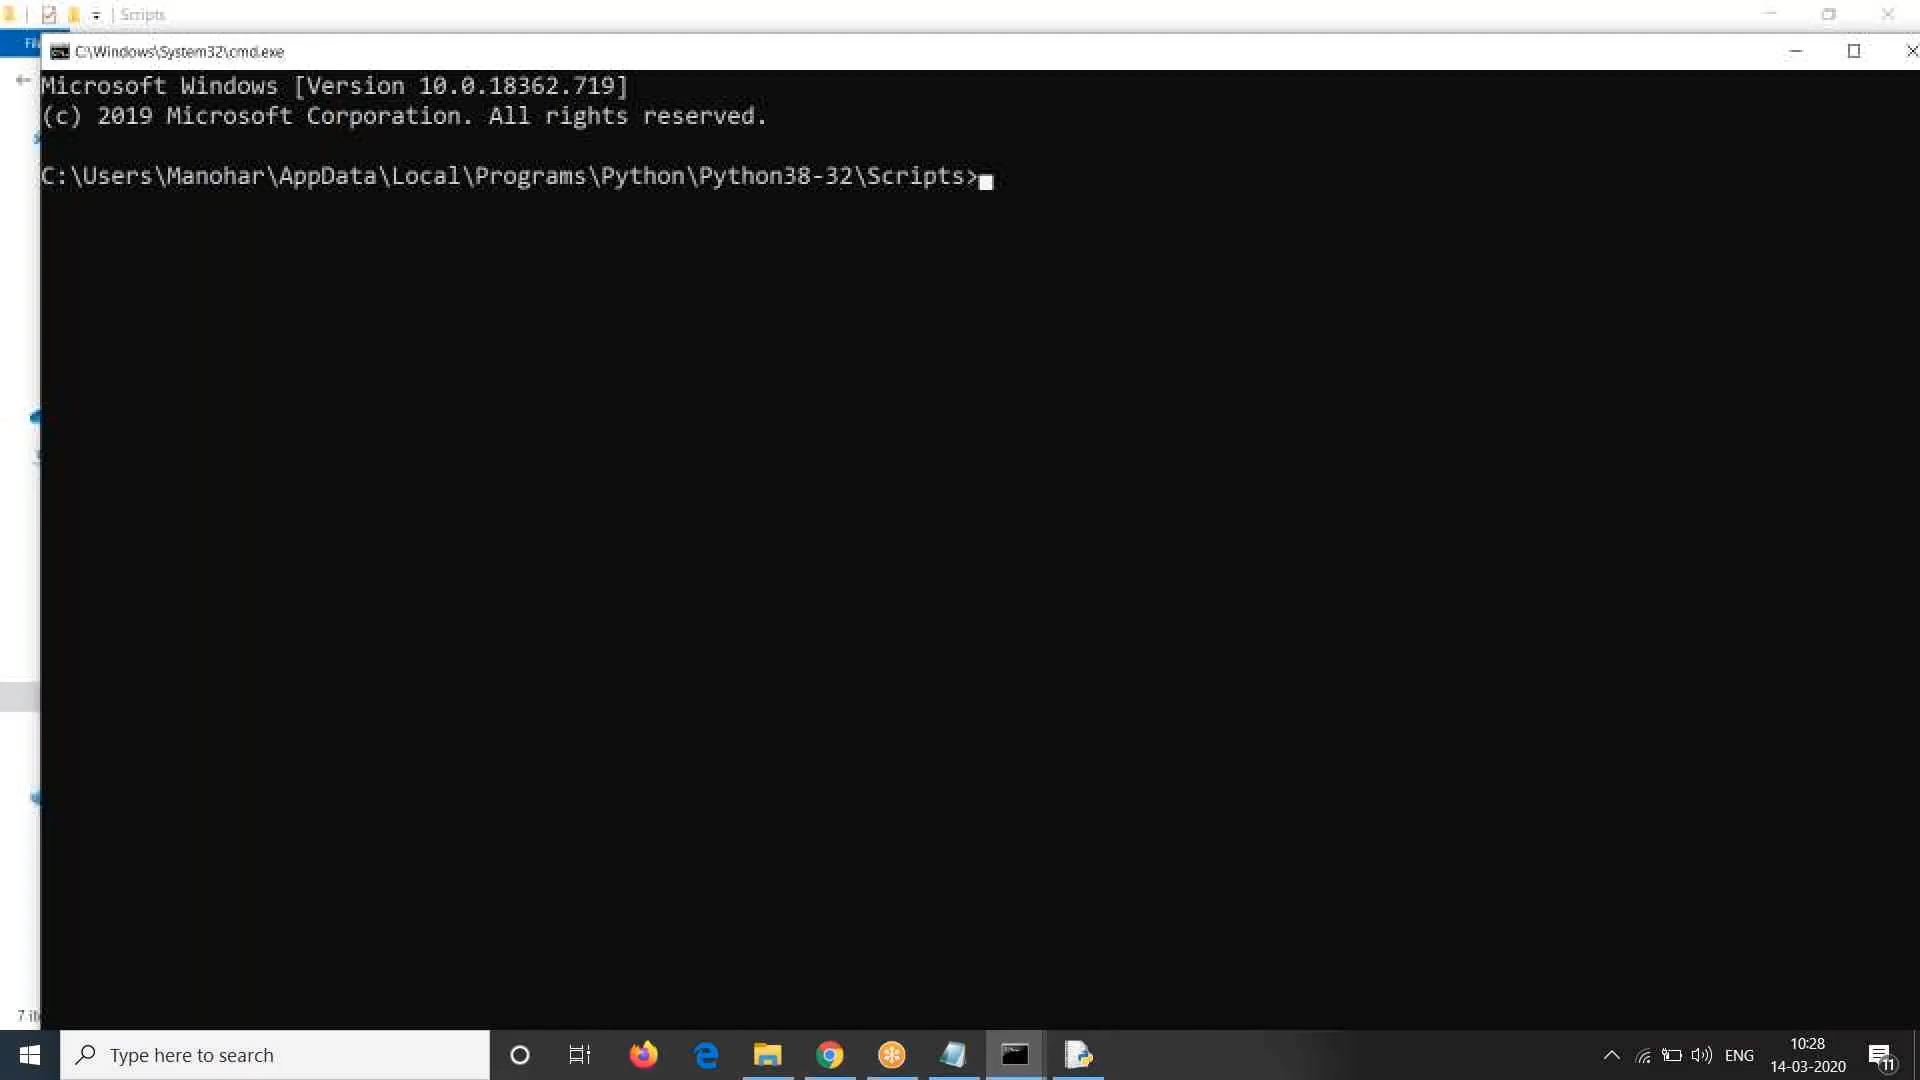 Scripts
C:\Windows\System32\cmd.exe
Microsoft Windows [Version 10.0.18362.719]
(c) 2019 Microsoft Corporation. All rights reserved.
C:\Users\Manohar\AppData\Local\Programs\Python\Python38-32\Scripts>
Type here to search
ENG
10:28
14-03-2020
11